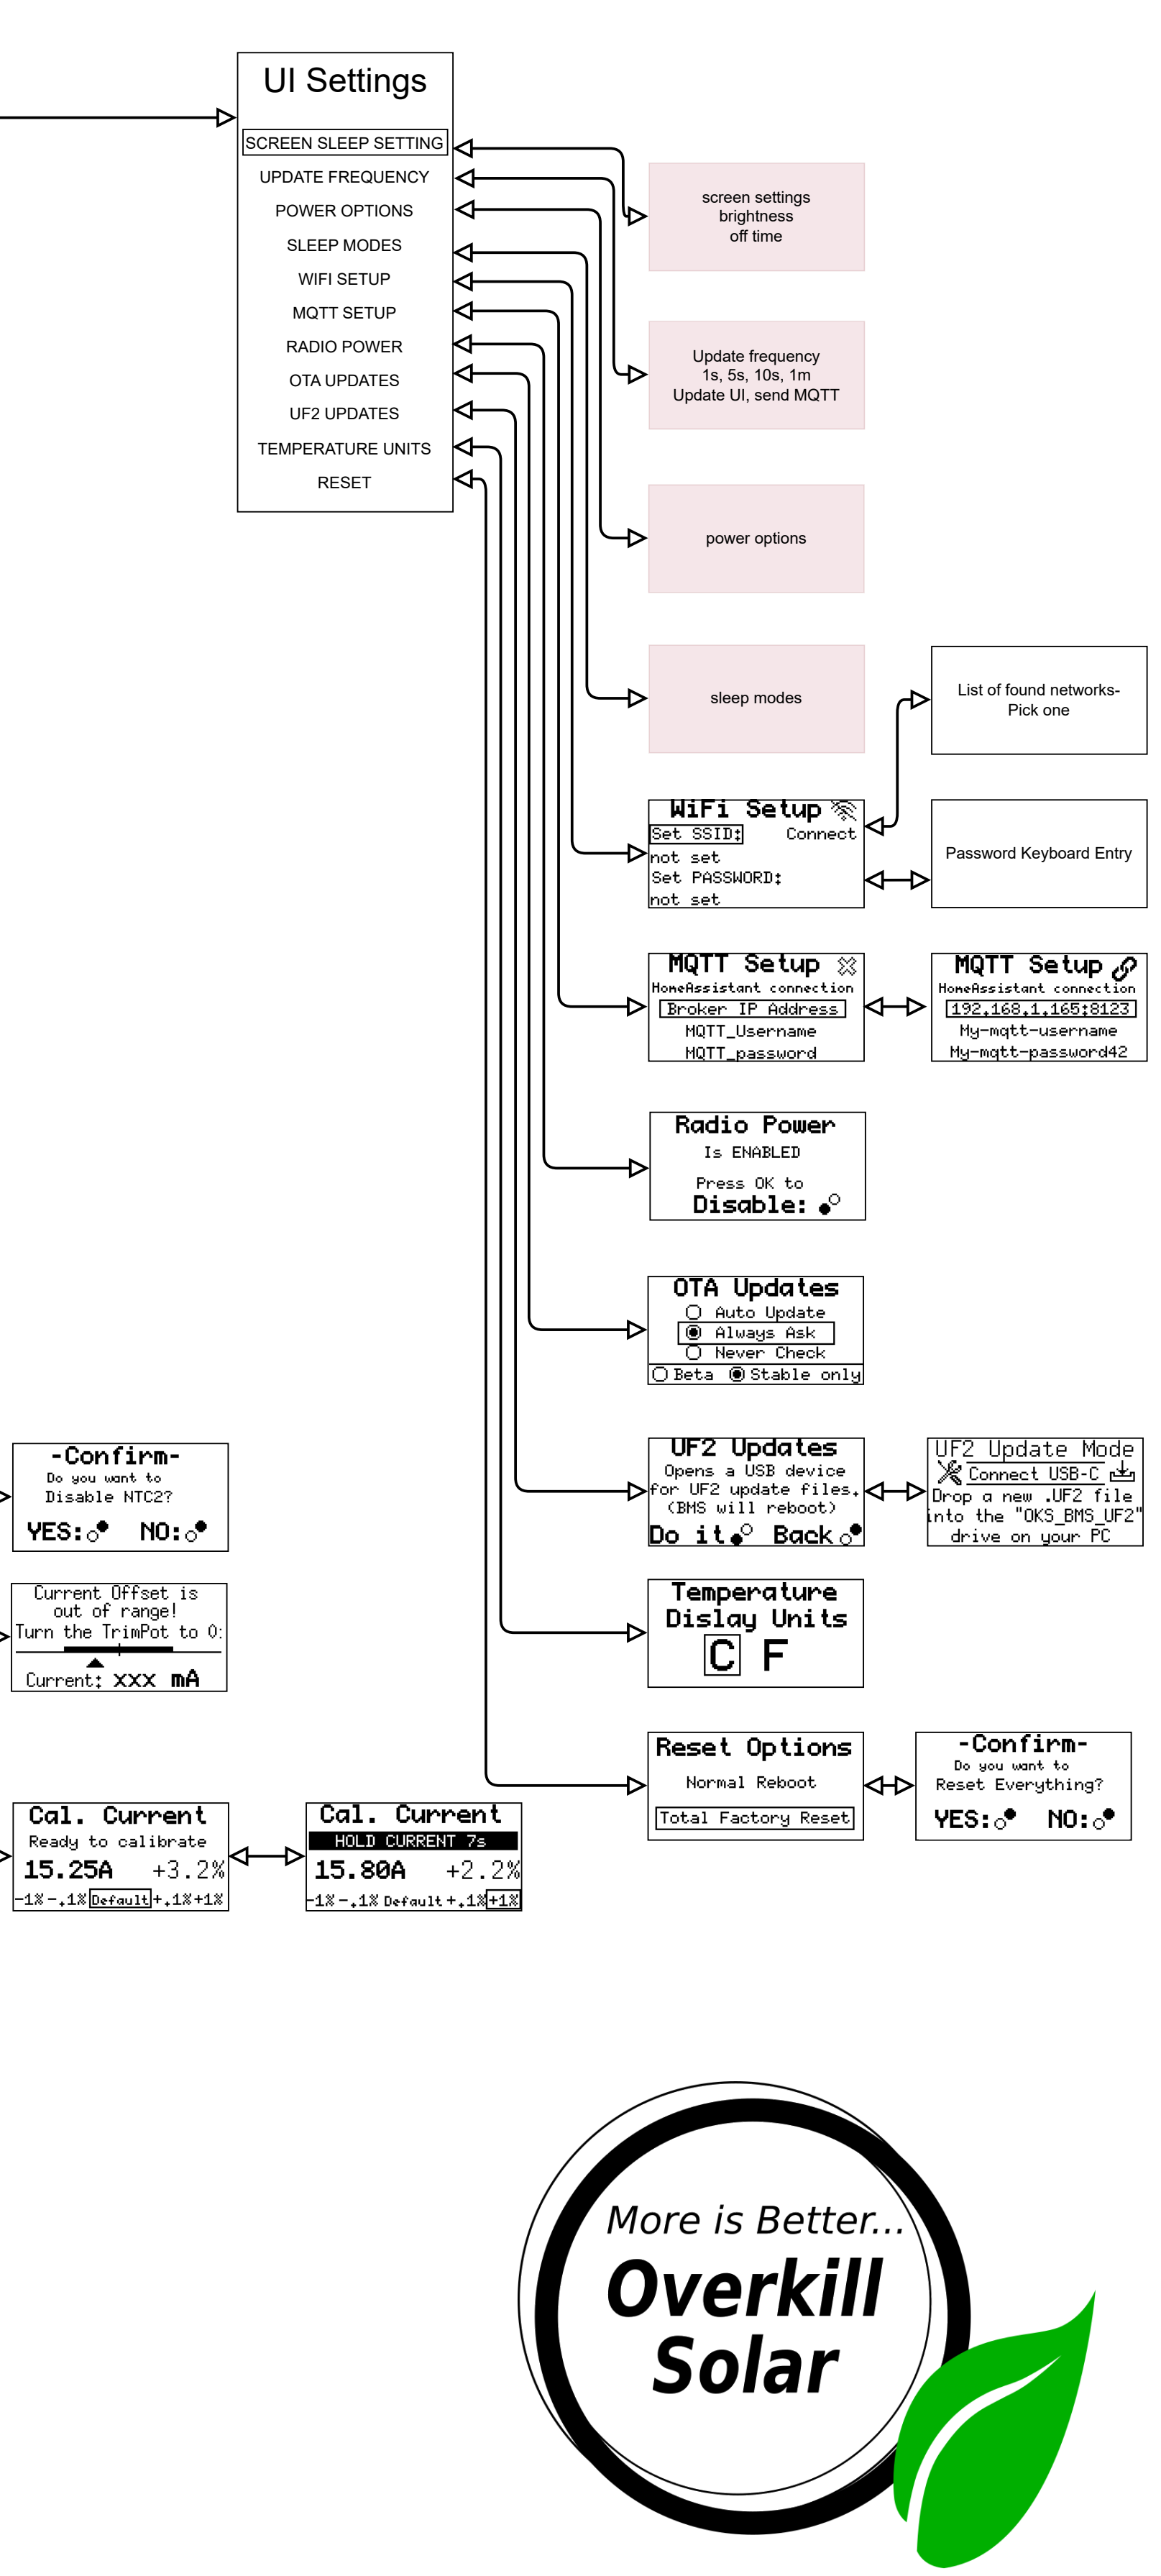 UI Settings
SCREEN SLEEP SETTING
UPDATE FREQUENCY
POWER OPTIONS
SLEEP MODES
WIFI SETUP
MQTT SETUP
RADIO POWER
OTA UPDATES
UF2 UPDATES
TEMPERATURE UNITS
RESET
screen settings
brightness
off time
Update frequency
1s, 5s, 10s, 1m
Update UI, send MQTT
power options
sleep modes
List of found networks-
Pick one
WiFi Setup
Set SSID: Connect
not set
Set PASSWORD:
not set
Password Keyboard Entry
MQTT Setup
HomeAssistant connection
Broker IP Address
MQTT_Username
MQTT_password
MQTT Setup
HomeAssistant connection
192.168.1.165:8123
My-mqtt-username
My-mqtt-password42
Radio Power
Is ENABLED
Press OK to
Disable:
OTA Updates
Auto Update
Always Ask
Never Check
Beta Stable only
-Confirm-
Do you want to
Disable NTC2?
YES: NO:
UF2 Updates
Opens a USB device
for UF2 update files.
(BMS will reboot)
Do it Back
UF2 Update Mode
Connect USB-C
Drop a new .UF2 file
into the "OKS_BMS_UF2"
drive on your PC
Current Offset is
out of range!
Turn the TrimPot to 0:
Current: xxx mA
Temperature
Dislay Units
C F
Reset Options
Normal Reboot
Total Factory Reset
-Confirm-
Do you want to
Reset Everything?
YES: NO:
Cal. Current
Ready to calibrate
15.25A +3.2%
-1% -.1% Default +.1% +1%
Cal. Current
HOLD CURRENT 7s
15.80A +2.2%
-1% -.1% Default +.1% +1%
More is Better...
Overkill
Solar